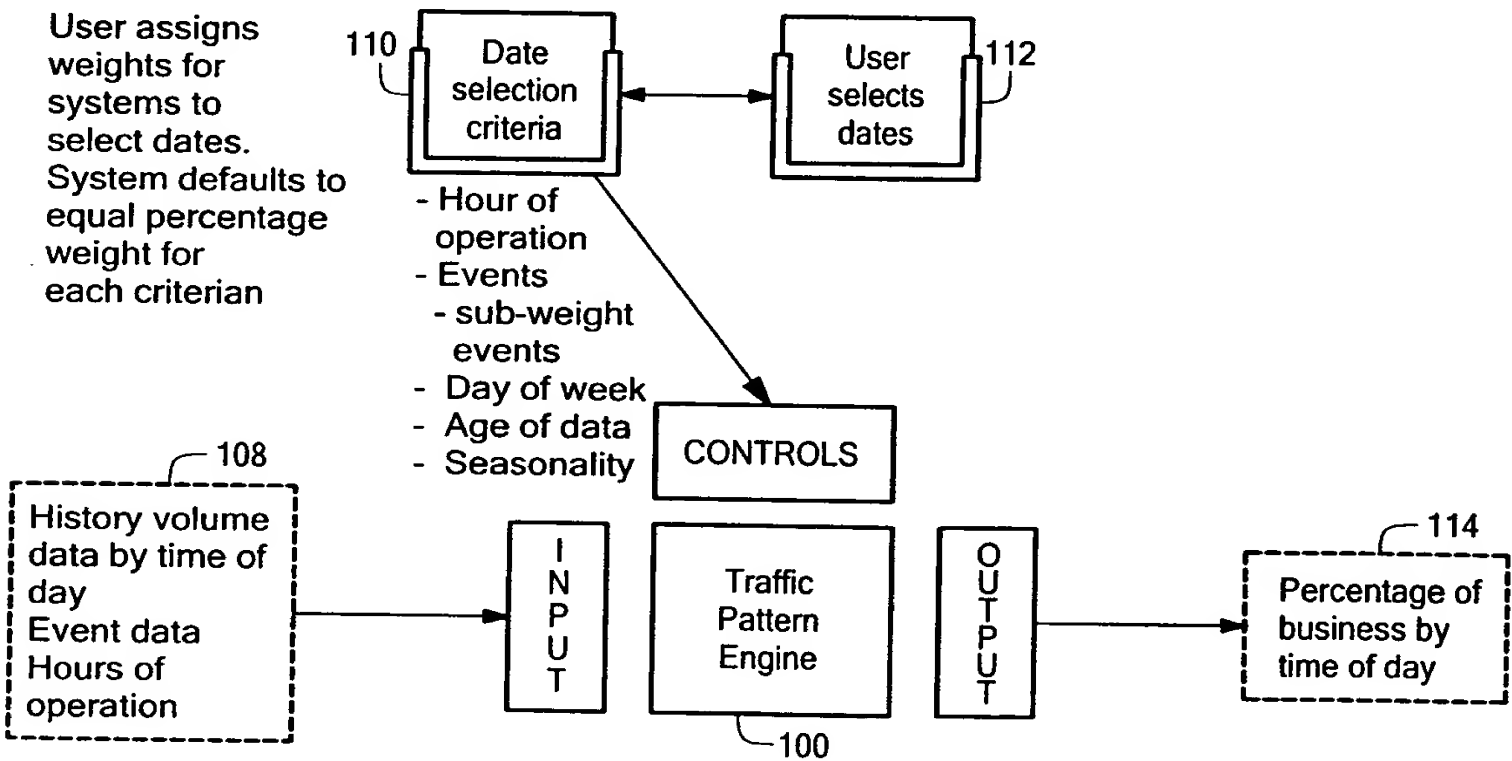 User assigns
weights for
systems to
select dates.
System defaults to
equal percentage
weight for
each criterian
110
Date
selection
criteria
User
selects
dates
112
- Hour of
operation
- Events
- sub-weight
events
- Day of week
- Age of data
- Seasonality
CONTROLS
108
History volume
data by time of
day
Event data
Hours of
operation
INPUT
Traffic
Pattern
Engine
100
OUTPUT
114
Percentage of
business by
time of day